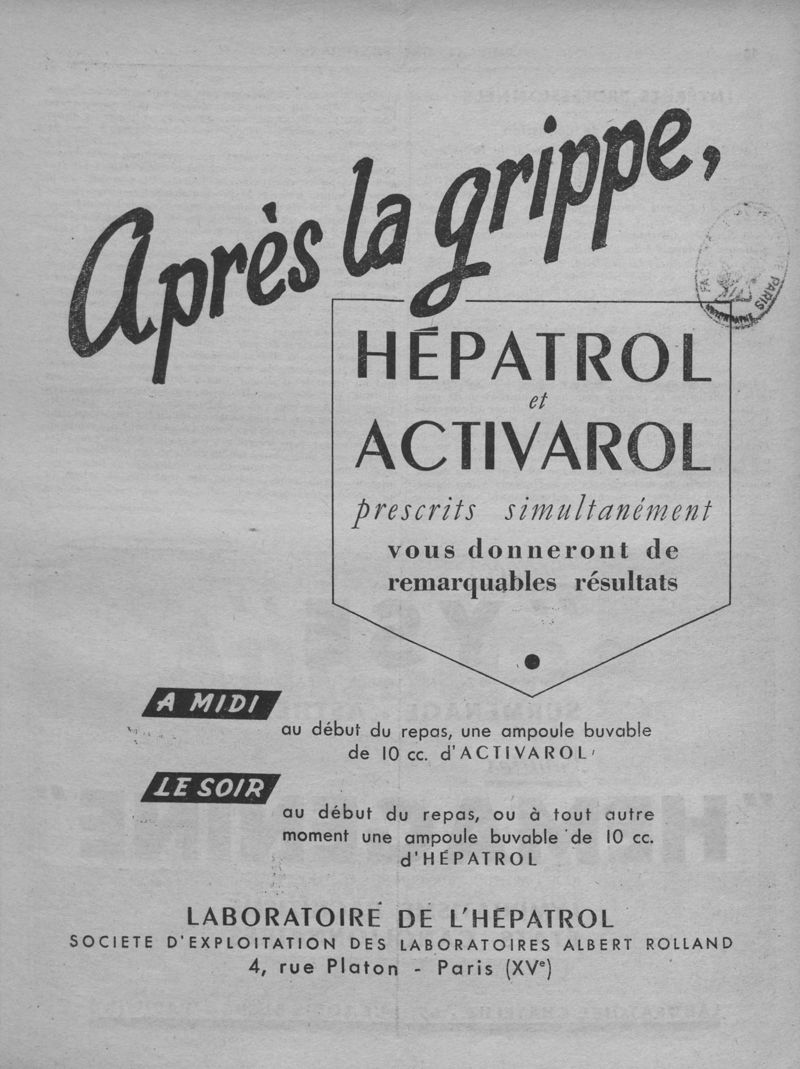 Après la grippe,
HÉPATROL
et
ACTIVAROL
prescrits simultanément
vous donneront de
remarquables résultats
A MIDI
au début du repas, une ampoule buvable
de 10 cc. d'ACTIVAROL
LE SOIR
au début du repas, ou à tout autre
moment une ampoule buvable de 10 cc.
d'HÉPATROL
LABORATOIRE DE L'HÉPATROL
SOCIETE D'EXPLOITATION DES LABORATOIRES ALBERT ROLLAND
4, rue Platon - Paris (XVe)
PARIS